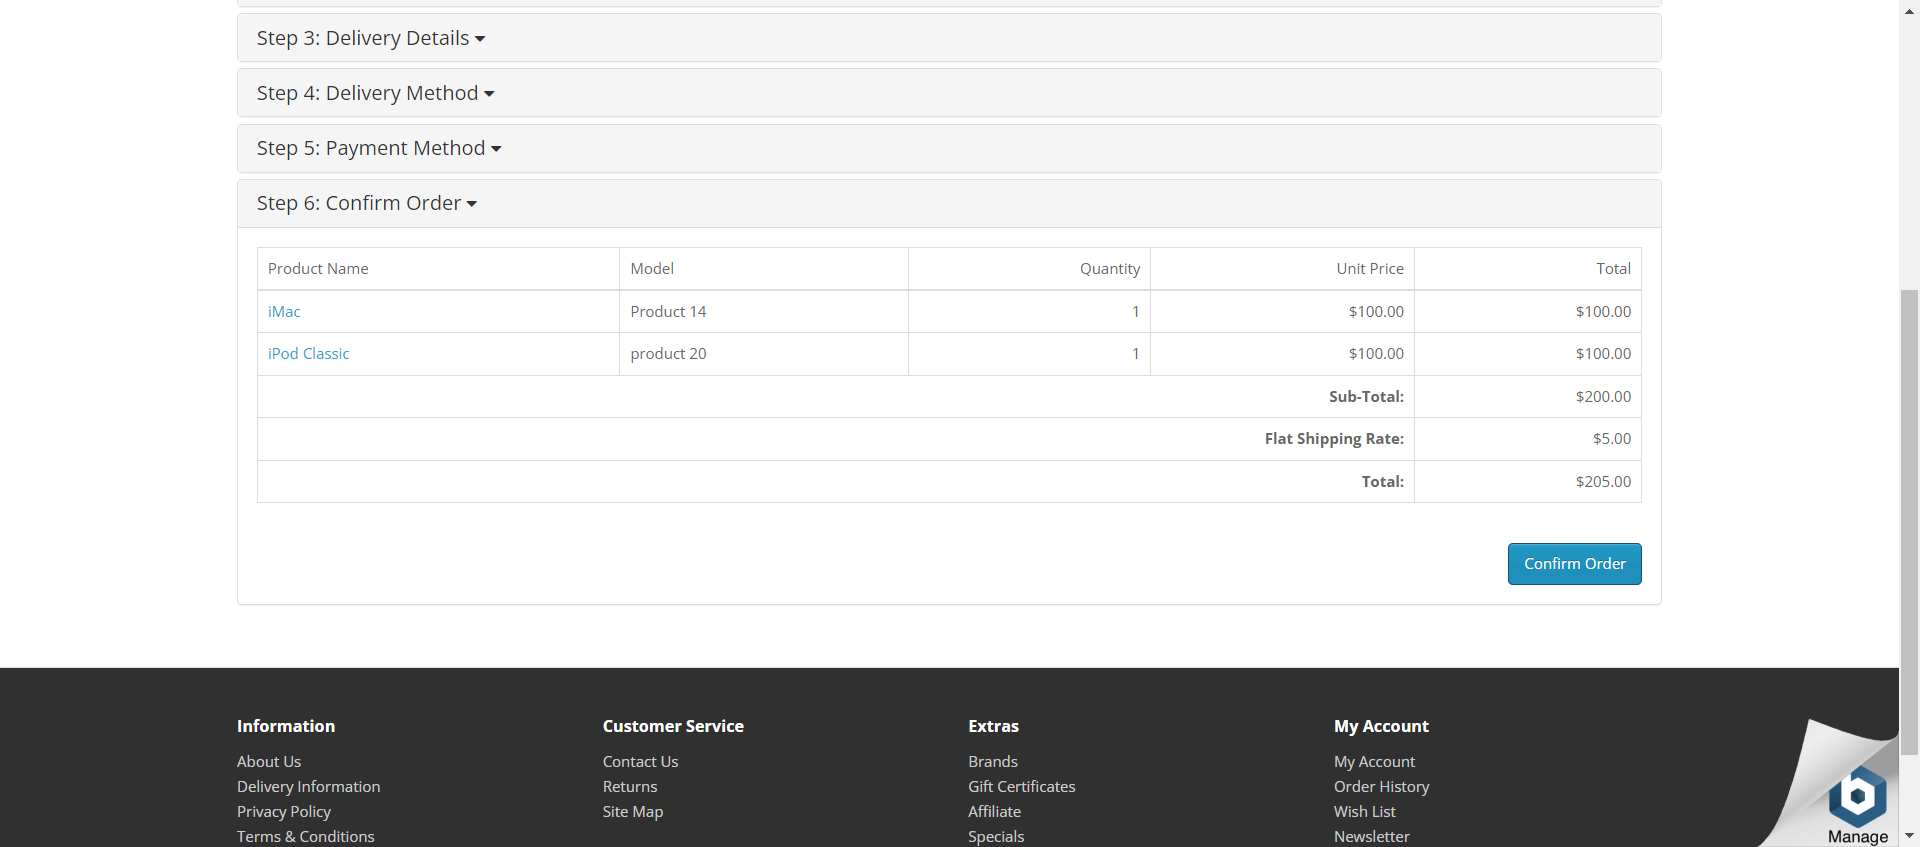 Step 3: Delivery Details
Step 4: Delivery Method
Step 5: Payment Method
Step 6: Confirm Order
Product Name Model Quantity Unit Price Total
iMac Product 14 1 $100.00 $100.00
iPod Classic product 20 1 $100.00 $100.00
Sub-Total: $200.00
Flat Shipping Rate: $5.00
Total: $205.00
Confirm Order
Information
About Us
Delivery Information
Privacy Policy
Terms & Conditions
Customer Service
Contact Us
Returns
Site Map
Extras
Brands
Gift Certificates
Affiliate
Specials
My Account
My Account
Order History
Wish List
Newsletter
b
Manage